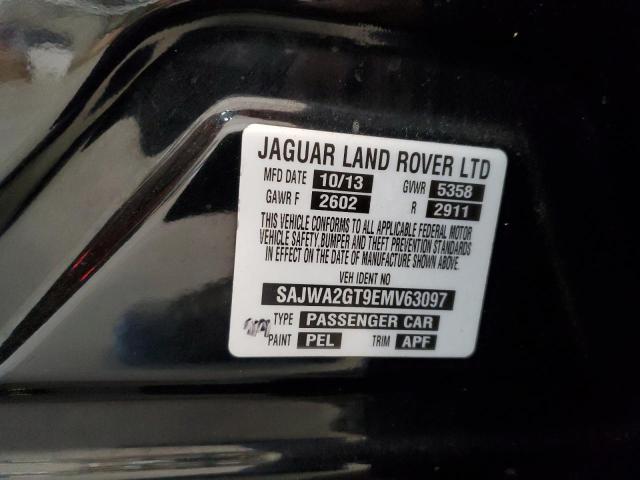 JAGUAR LAND ROVER LTD
MFD DATE 10/13 GVWR 5358
GAWR F 2602 R 2911
THIS VEHICLE CONFORMS TO ALL APPLICABLE FEDERAL MOTOR
VEHICLE SAFETY, BUMPER AND THEFT PREVENTION STANDARDS
IN EFFECT ON THE DATE OF MANUFACTURE SHOWN ABOVE.
VEH IDENT NO
SAJWA2GT9EMV63097
TYPE PASSENGER CAR
PAINT PEL TRIM APF